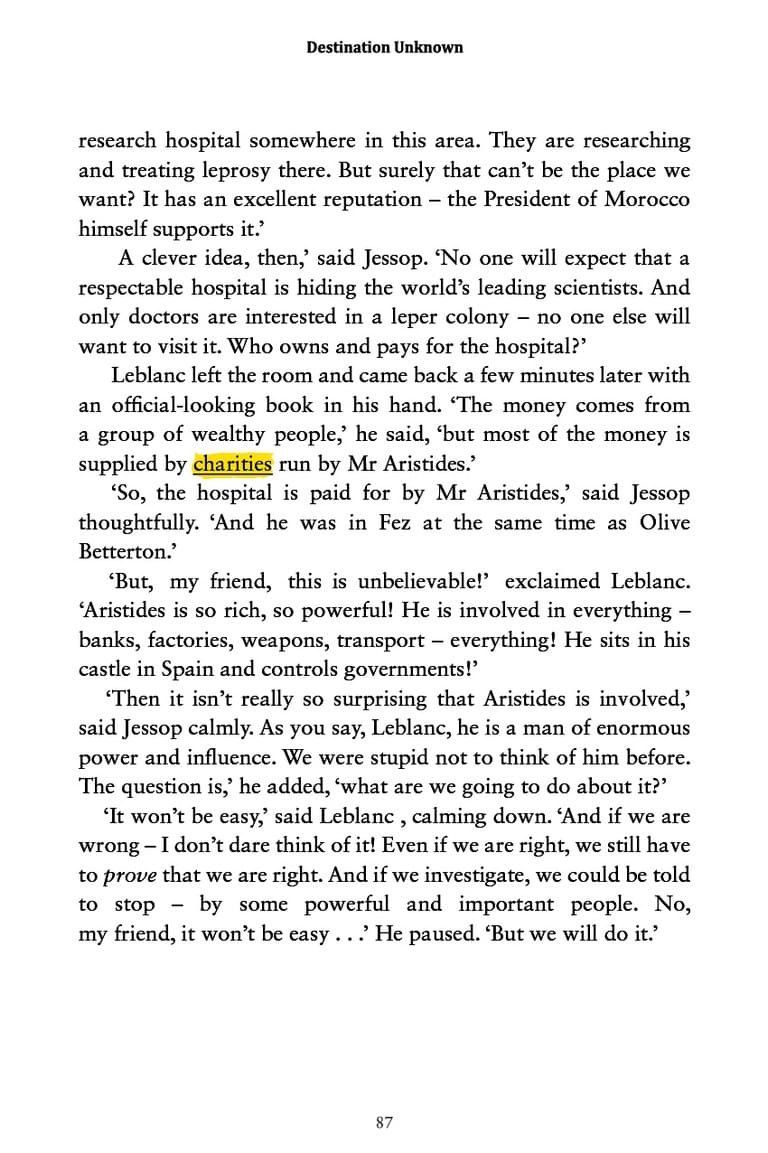 Destination Unknown
research hospital somewhere in this area. They are researching
and treating leprosy there. But surely that can’t be the place we
want? It has an excellent reputation – the President of Morocco
himself supports it.’
A clever idea, then,’ said Jessop. ‘No one will expect that a
respectable hospital is hiding the world’s leading scientists. And
only doctors are interested in a leper colony – no one else will
want to visit it. Who owns and pays for the hospital?’
Leblanc left the room and came back a few minutes later with
an official-looking book in his hand. ‘The money comes from
a group of wealthy people,’ he said, ‘but most of the money is
supplied by charities run by Mr Aristides.’
‘So, the hospital is paid for by Mr Aristides,’ said Jessop
thoughtfully. ‘And he was in Fez at the same time as Olive
Betterton.’
‘But, my friend, this is unbelievable!’ exclaimed Leblanc.
‘Aristides is so rich, so powerful! He is involved in everything –
banks, factories, weapons, transport – everything! He sits in his
castle in Spain and controls governments!’
‘Then it isn’t really so surprising that Aristides is involved,’
said Jessop calmly. As you say, Leblanc, he is a man of enormous
power and influence. We were stupid not to think of him before.
The question is,’ he added, ‘what are we going to do about it?’
‘It won’t be easy,’ said Leblanc , calming down. ‘And if we are
wrong – I don’t dare think of it! Even if we are right, we still have
to prove that we are right. And if we investigate, we could be told
to stop – by some powerful and important people. No,
my friend, it won’t be easy . . .’ He paused. ‘But we will do it.’
87